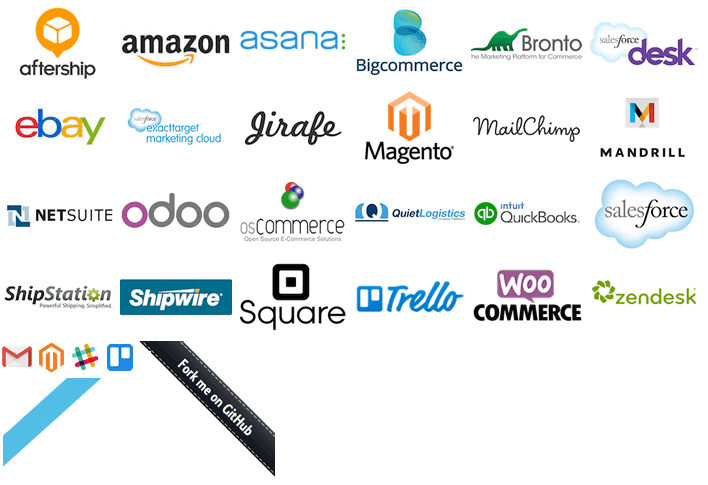 aftership
amazon
asana:
Bigcommerce
Bronto
he Marketing Platform for Commerce
salesforce
desk
ebay
salesforce
exacttarget
marketing cloud
Jirafe
Magento®
MailChimp
MANDRILL
NETSUITE
odoo
osCommerce
Open Source E-Commerce Solutions
QuietLogistics
intuit
qb QuickBooks.
salesforce
ShipStation
Powerful Shipping, Simplified.
Shipwire
Square
Trello
WOO
COMMERCE
zendesk
Fork me on GitHub